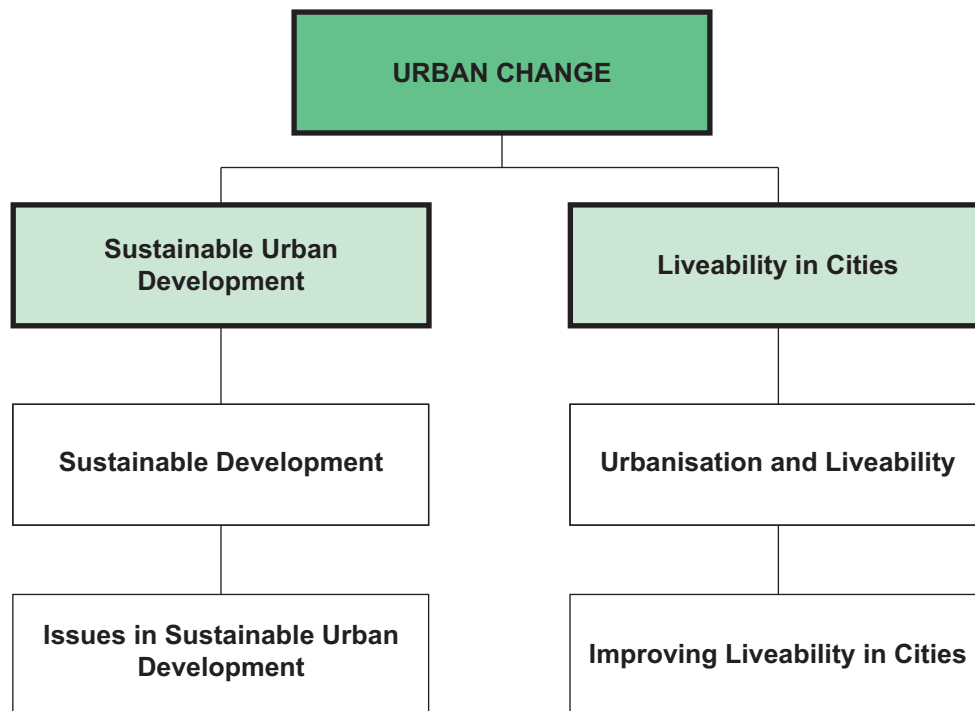 URBAN CHANGE
Sustainable Urban
Development
Liveability in Cities
Sustainable Development
Urbanisation and Liveability
Issues in Sustainable Urban
Development
Improving Liveability in Cities